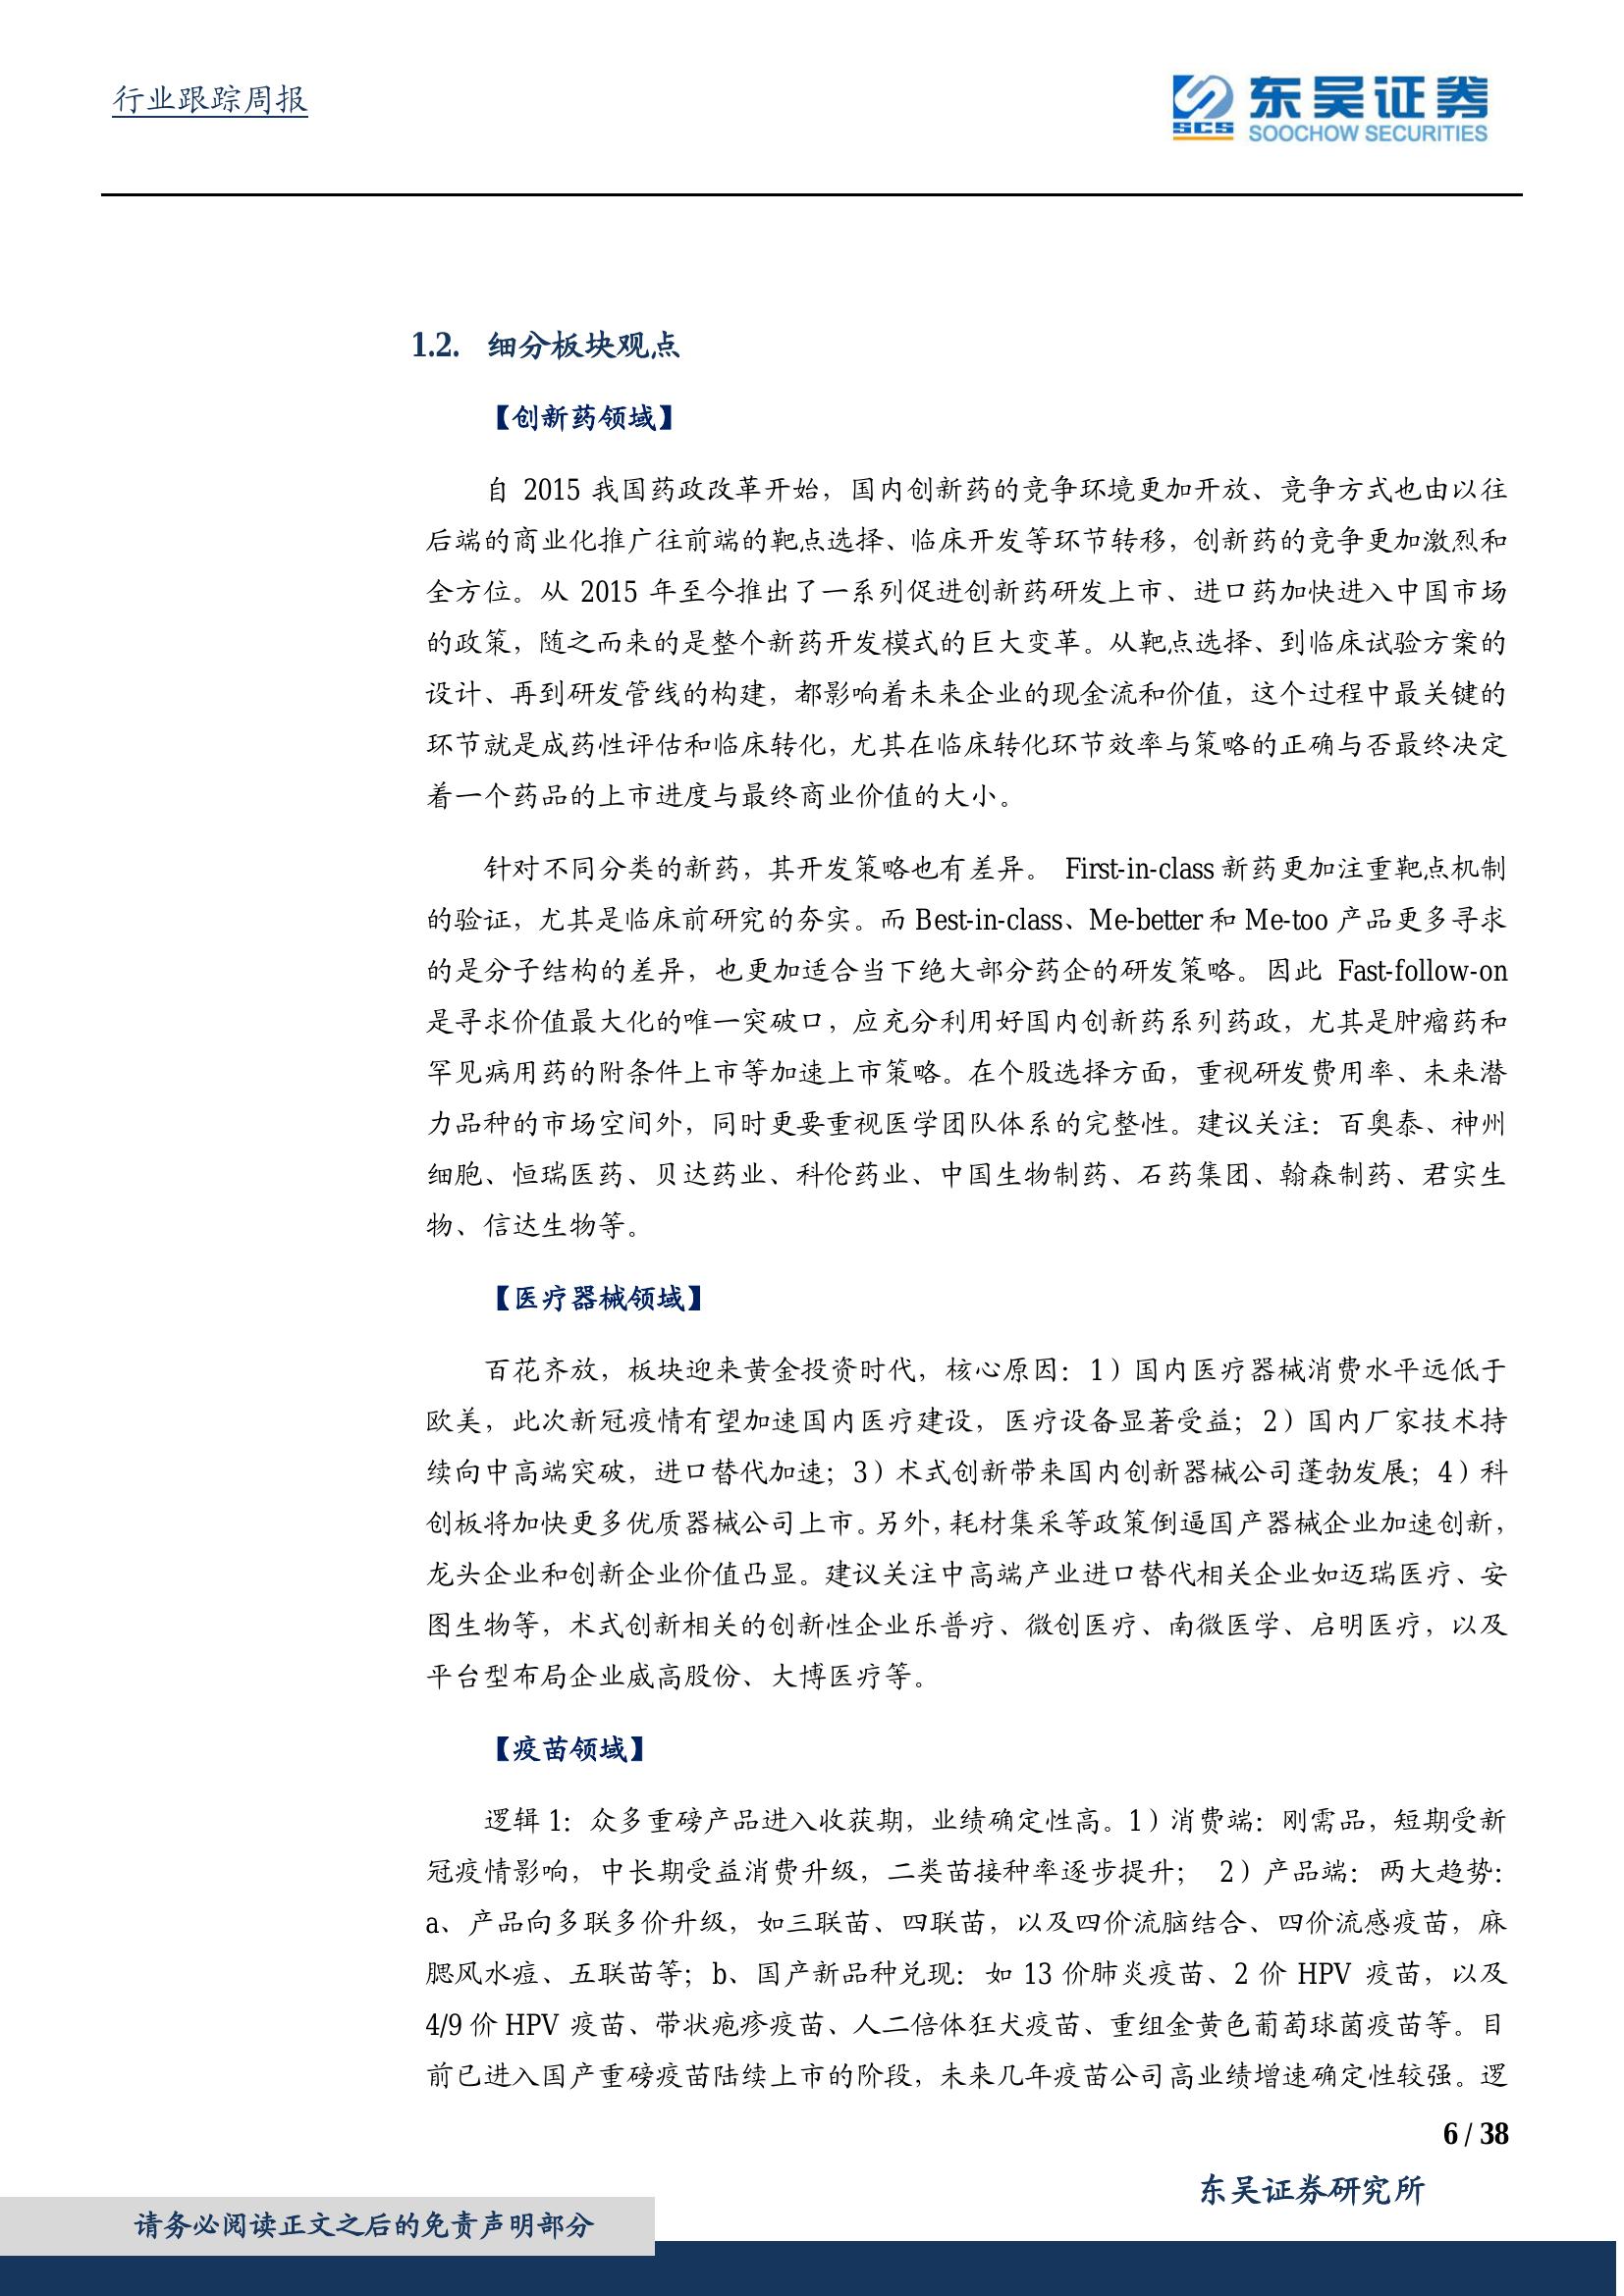 行业跟踪周报
东吴证券
SCS
SOOCHOW SECURITIES
1.2. 细分板块观点
【创新药领域】
自 2015 我国药政改革开始，国内创新药的竞争环境更加开放、竞争方式也由以往
后端的商业化推广往前端的靶点选择、临床开发等环节转移，创新药的竞争更加激烈和
全方位。从 2015 年至今推出了一系列促进创新药研发上市、进口药加快进入中国市场
的政策，随之而来的是整个新药开发模式的巨大变革。从靶点选择、到临床试验方案的
设计、再到研发管线的构建，都影响着未来企业的现金流和价值，这个过程中最关键的
环节就是成药性评估和临床转化，尤其在临床转化环节效率与策略的正确与否最终决定
着一个药品的上市进度与最终商业价值的大小。
针对不同分类的新药，其开发策略也有差异。 First-in-class 新药更加注重靶点机制
的验证，尤其是临床前研究的夯实。而 Best-in-class、Me-better 和 Me-too 产品更多寻求
的是分子结构的差异，也更加适合当下绝大部分药企的研发策略。因此 Fast-follow-on
是寻求价值最大化的唯一突破口，应充分利用好国内创新药系列药政，尤其是肿瘤药和
罕见病用药的附条件上市等加速上市策略。在个股选择方面，重视研发费用率、未来潜
力品种的市场空间外，同时更要重视医学团队体系的完整性。建议关注：百奥泰、神州
细胞、恒瑞医药、贝达药业、科伦药业、中国生物制药、石药集团、翰森制药、君实生
物、信达生物等。
【医疗器械领域】
百花齐放，板块迎来黄金投资时代，核心原因：1）国内医疗器械消费水平远低于
欧美，此次新冠疫情有望加速国内医疗建设，医疗设备显著受益；2）国内厂家技术持
续向中高端突破，进口替代加速；3）术式创新带来国内创新器械公司蓬勃发展；4）科
创板将加快更多优质器械公司上市。另外，耗材集采等政策倒逼国产器械企业加速创新，
龙头企业和创新企业价值凸显。建议关注中高端产业进口替代相关企业如迈瑞医疗、安
图生物等，术式创新相关的创新性企业乐普疗、微创医疗、南微医学、启明医疗，以及
平台型布局企业威高股份、大博医疗等。
【疫苗领域】
逻辑 1：众多重磅产品进入收获期，业绩确定性高。1）消费端：刚需品，短期受新
冠疫情影响，中长期受益消费升级，二类苗接种率逐步提升； 2）产品端：两大趋势：
a、产品向多联多价升级，如三联苗、四联苗，以及四价流脑结合、四价流感疫苗，麻
腮风水痘、五联苗等；b、国产新品种兑现：如 13 价肺炎疫苗、2 价 HPV 疫苗，以及
4/9 价 HPV 疫苗、带状疱疹疫苗、人二倍体狂犬疫苗、重组金黄色葡萄球菌疫苗等。目
前已进入国产重磅疫苗陆续上市的阶段，未来几年疫苗公司高业绩增速确定性较强。逻
6 / 38
东吴证券研究所
请务必阅读正文之后的免责声明部分